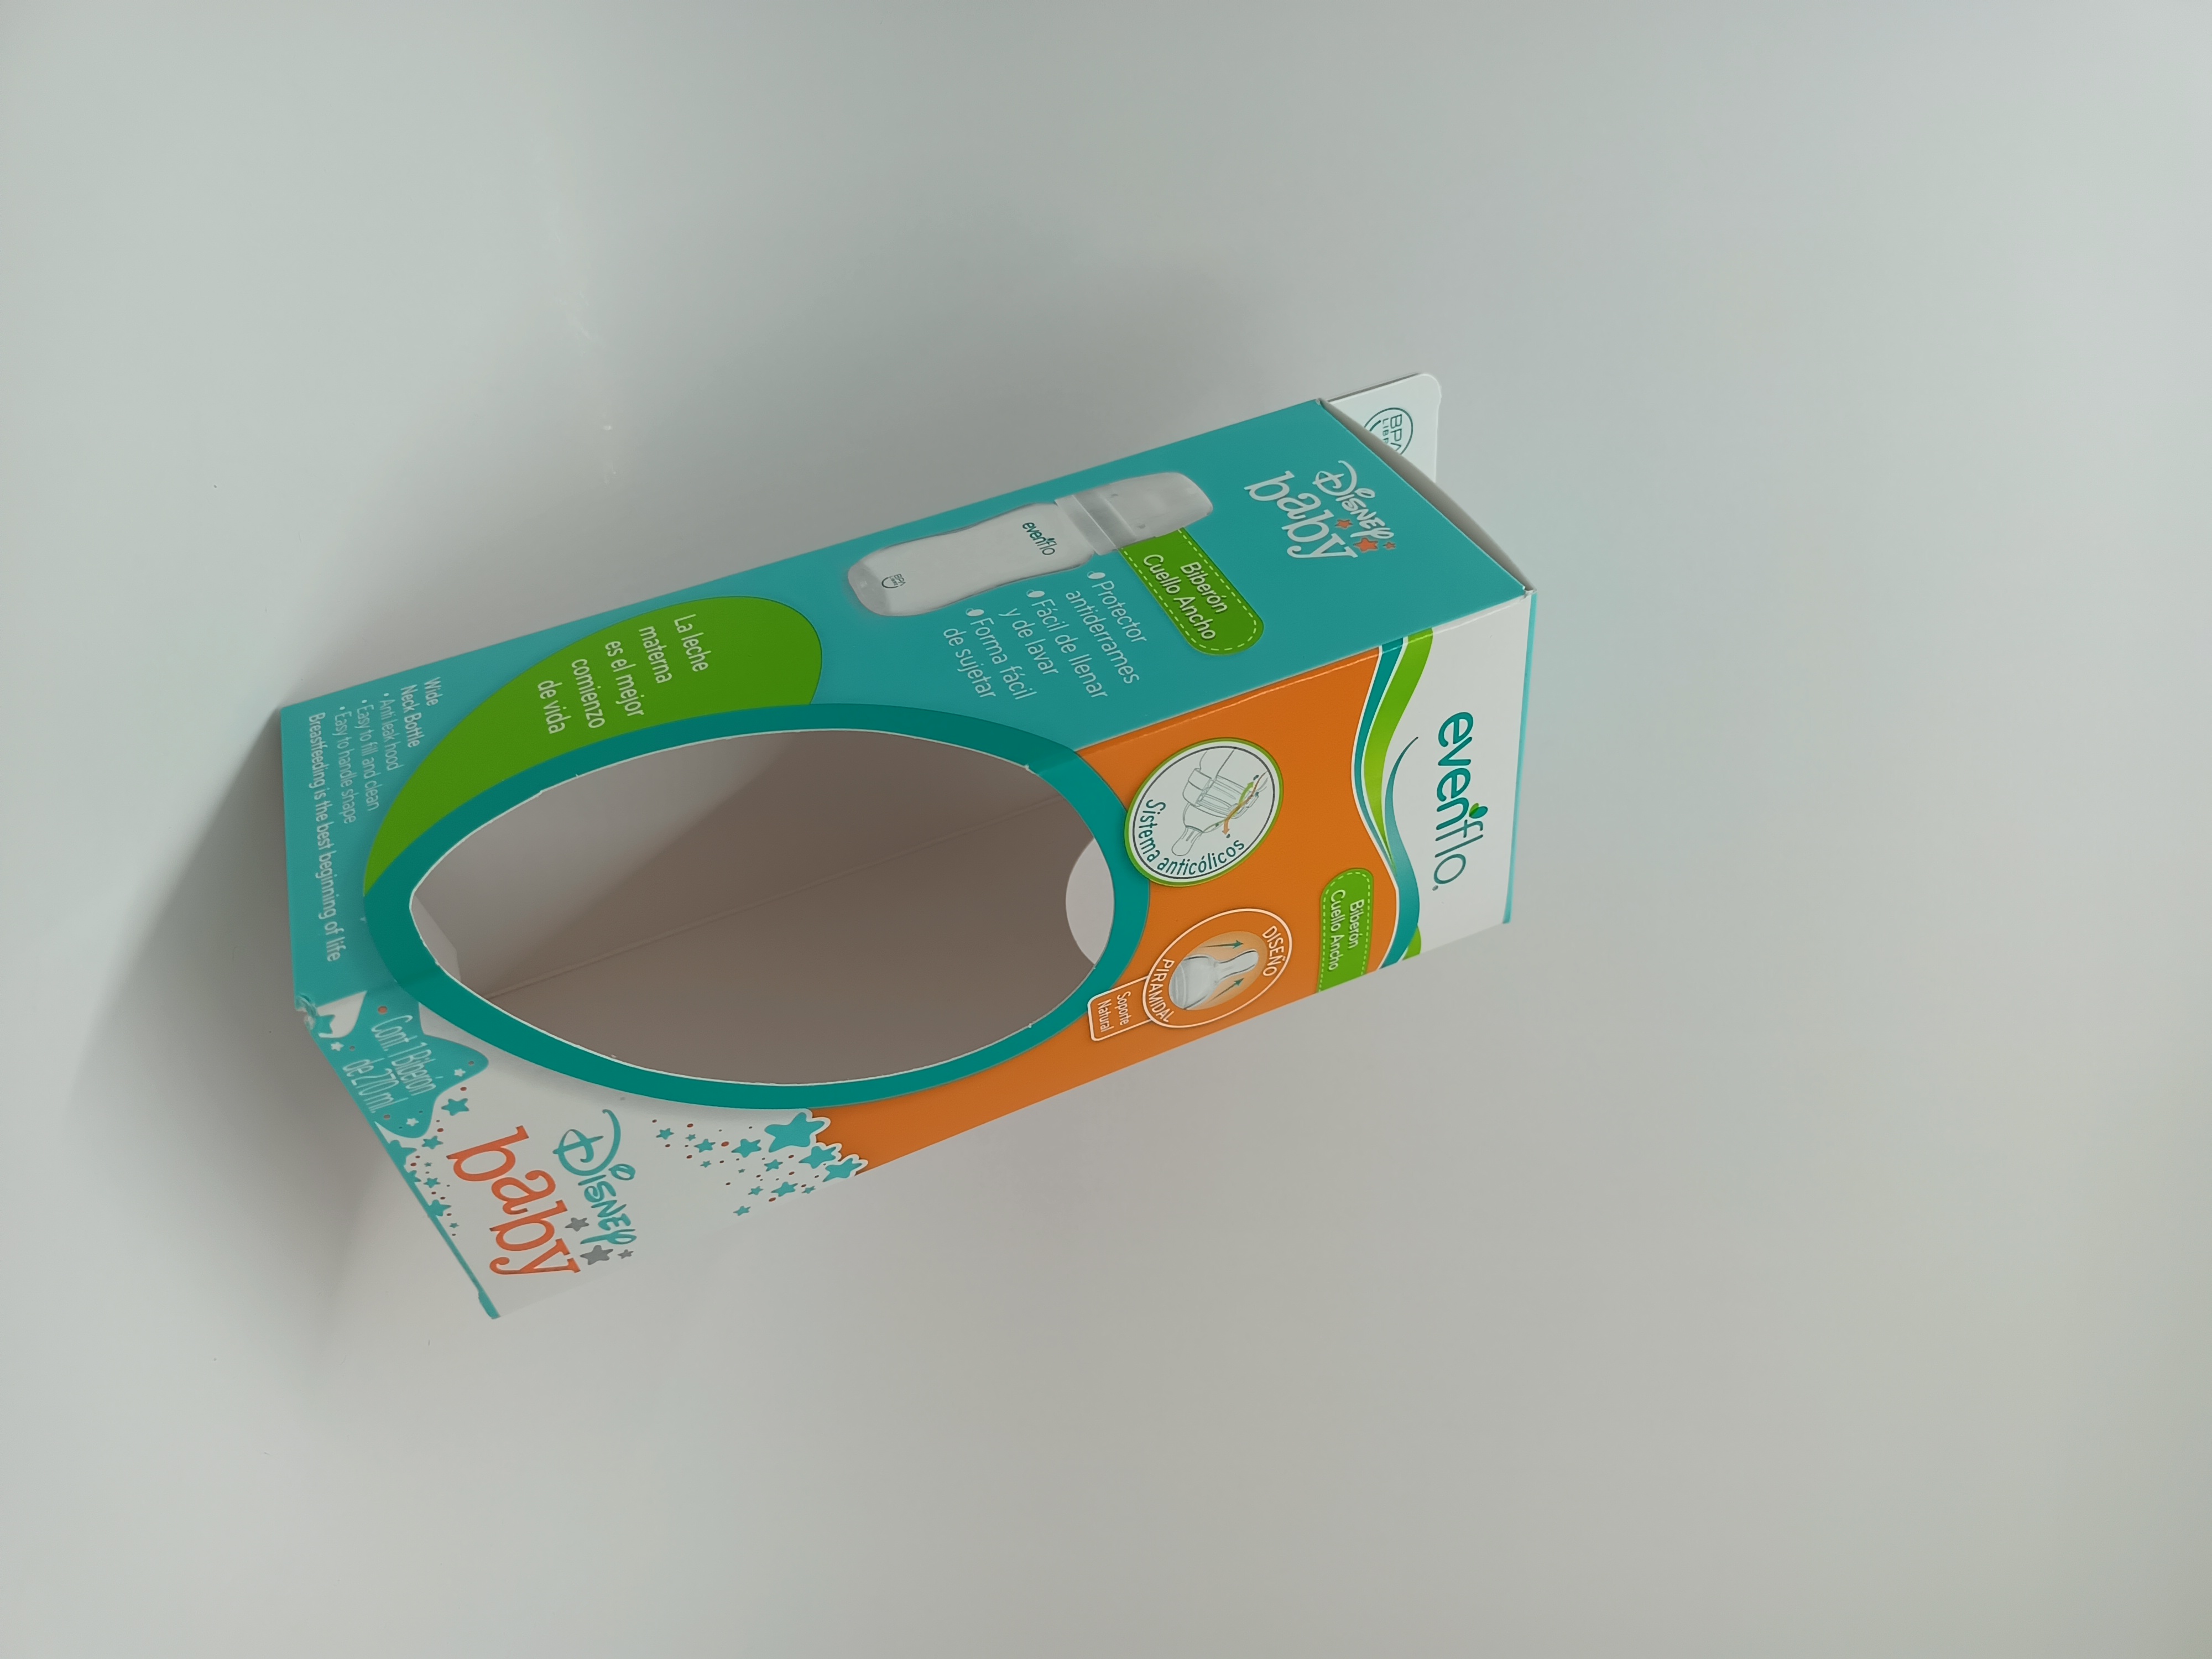 BPA
LIBRE
Disney
baby
Biberón
Cuello Ancho
Protector
antiderrames
Fácil de llenar
y de lavar
Forma fácil
de sujetar
evenflo
BPA
La leche
materna
es el mejor
comienzo
de vida
Wide
Neck Bottle
• Anti leak hood
• Easy to fill and clean
• Easy to handle shape
Breastfeeding is the best beginning of life
evenflo
Biberón
Cuello Ancho
Sistema anticólicos
DISEÑO
PIRAMIDAL
Soporte
Natural
Disney
baby
Cont. 1 Biberón
de 270 ml.